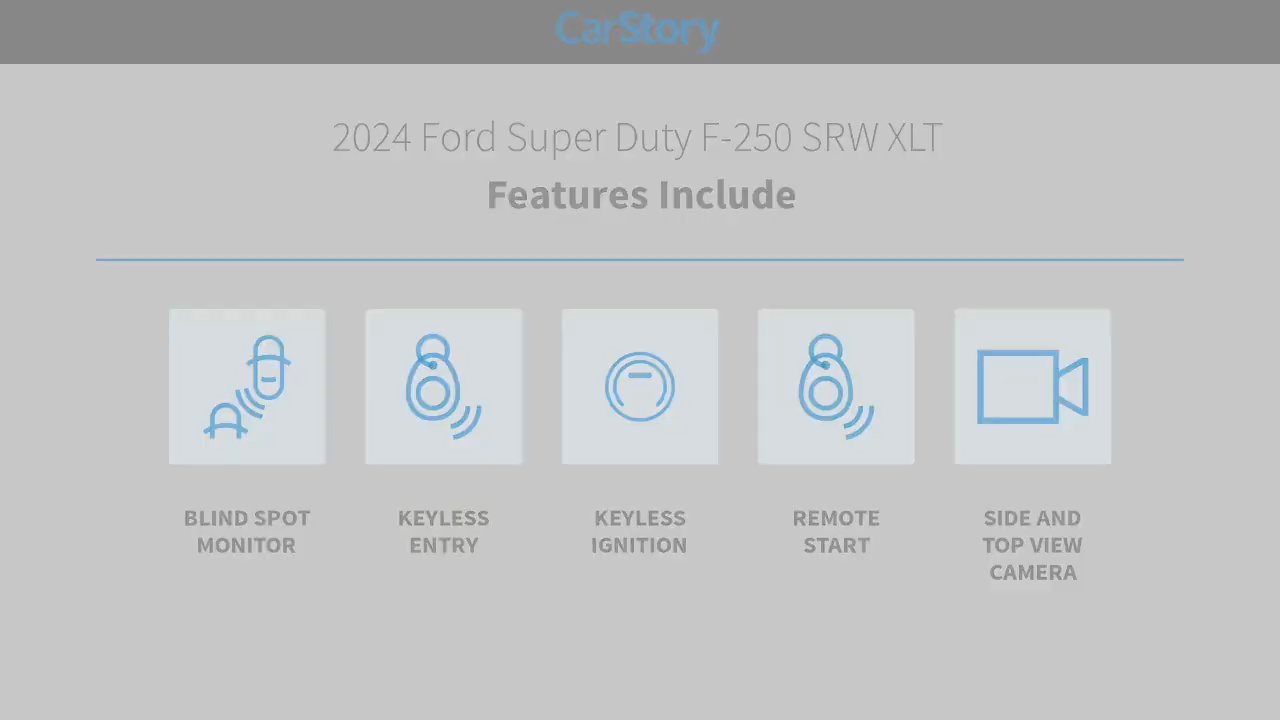 CarStory
2024 Ford Super Duty F-250 SRW XLT
Features Include
BLIND SPOT
MONITOR
KEYLESS
ENTRY
KEYLESS
IGNITION
REMOTE
START
SIDE AND
TOP VIEW
CAMERA